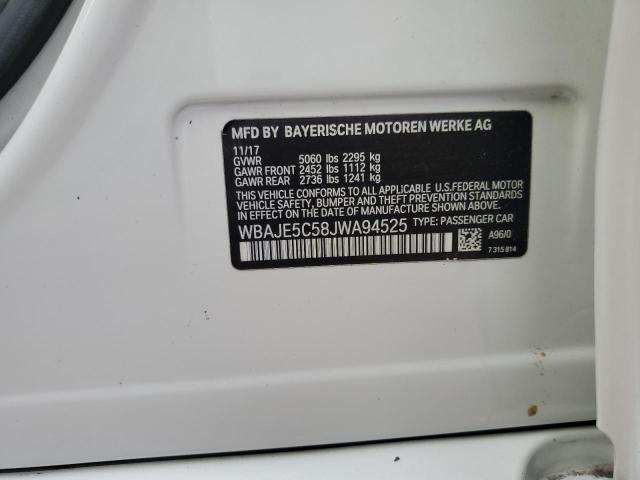 MFD BY BAYERISCHE MOTOREN WERKE AG
11/17
GVWR 5060 lbs 2295 kg
GAWR FRONT 2452 lbs 1112 kg
GAWR REAR 2736 lbs 1241 kg
THIS VEHICLE CONFORMS TO ALL APPLICABLE U.S.FEDERAL MOTOR
VEHICLE SAFETY, BUMPER AND THEFT PREVENTION STANDARDS
IN EFFECT ON THE DATE OF MANUFACTURE SHOWN ABOVE.
WBAJE5C58JWA94525 TYPE: PASSENGER CAR
A96/0
7 315 814